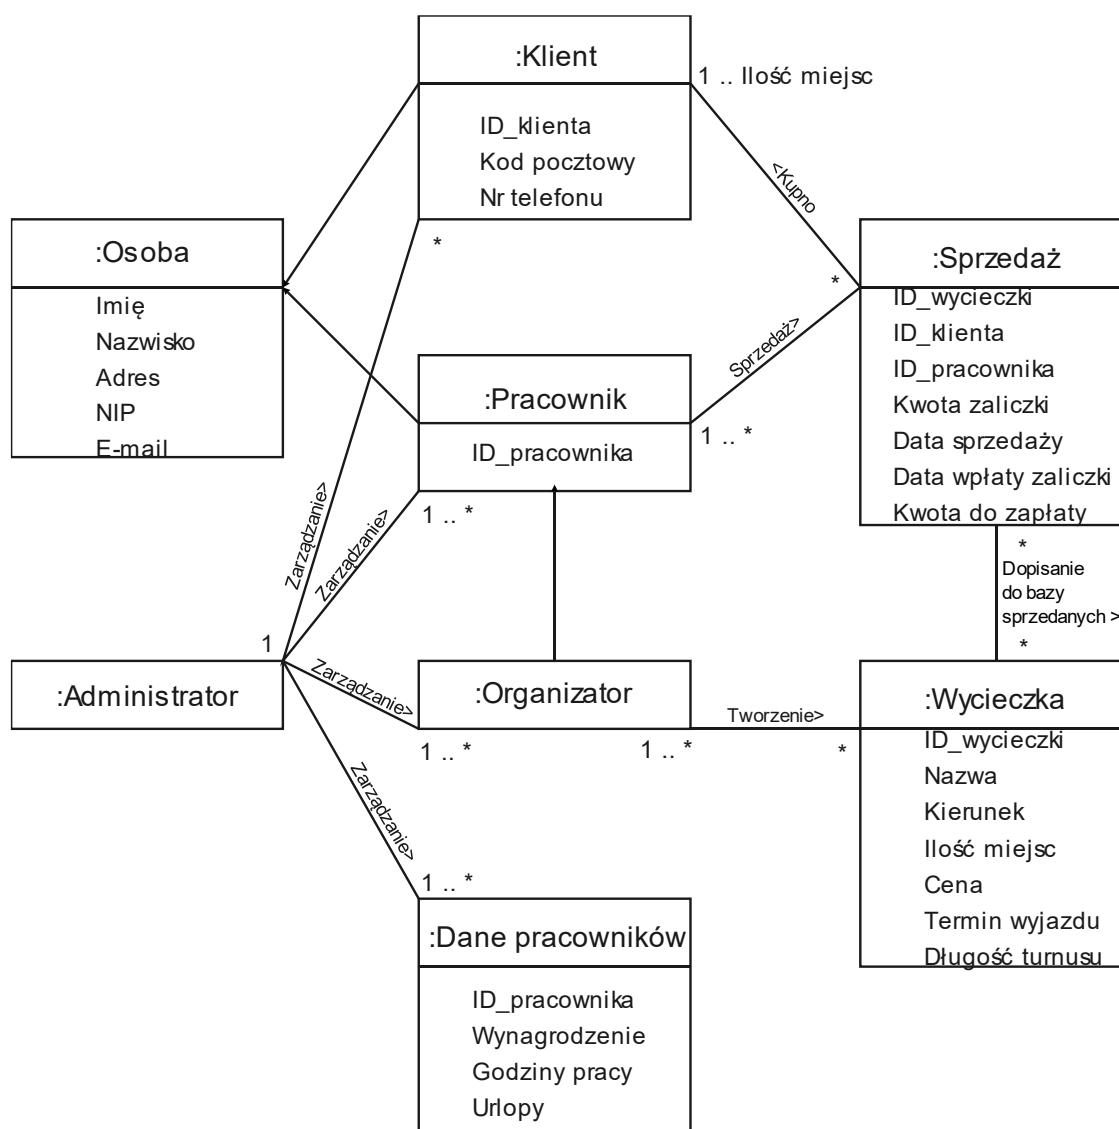 :Klient
ID_klienta
Kod pocztowy
Nr telefonu
1 .. Ilość miejsc
<Kupno
*
*
:Osoba
Imię
Nazwisko
Adres
NIP
E-mail
:Sprzedaż
ID_wycieczki
ID_klienta
ID_pracownika
Kwota zaliczki
Data sprzedaży
Data wpłaty zaliczki
Kwota do zapłaty
Sprzedaż>
:Pracownik
ID_pracownika
1 .. *
1 .. *
Zarządzanie>
Zarządzanie>
*
Dopisanie
do bazy
sprzedanych >
*
1
:Administrator
Zarządzanie>
:Organizator
1 .. *
1 .. *
Tworzenie>
*
:Wycieczka
ID_wycieczki
Nazwa
Kierunek
Ilość miejsc
Cena
Termin wyjazdu
Długość turnusu
Zarządzanie>
1 .. *
:Dane pracowników
ID_pracownika
Wynagrodzenie
Godziny pracy
Urlopy